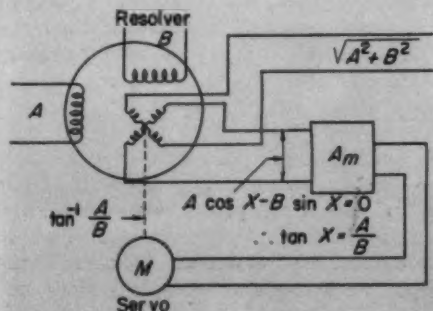 Resolver
B
√A² + B²
A
Am
A cos X – B sin X = 0
tan⁻¹ A/B
∴ tan X = A/B
M
Servo